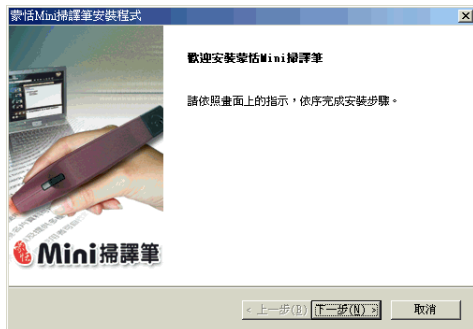 蒙恬Mini掃譯筆安裝程式
歡迎安裝蒙恬Mini掃譯筆
請依照畫面上的指示，依序完成安裝步驟。
蒙恬
Mini掃譯筆
< 上一步(B)
下一步(N) >
取消